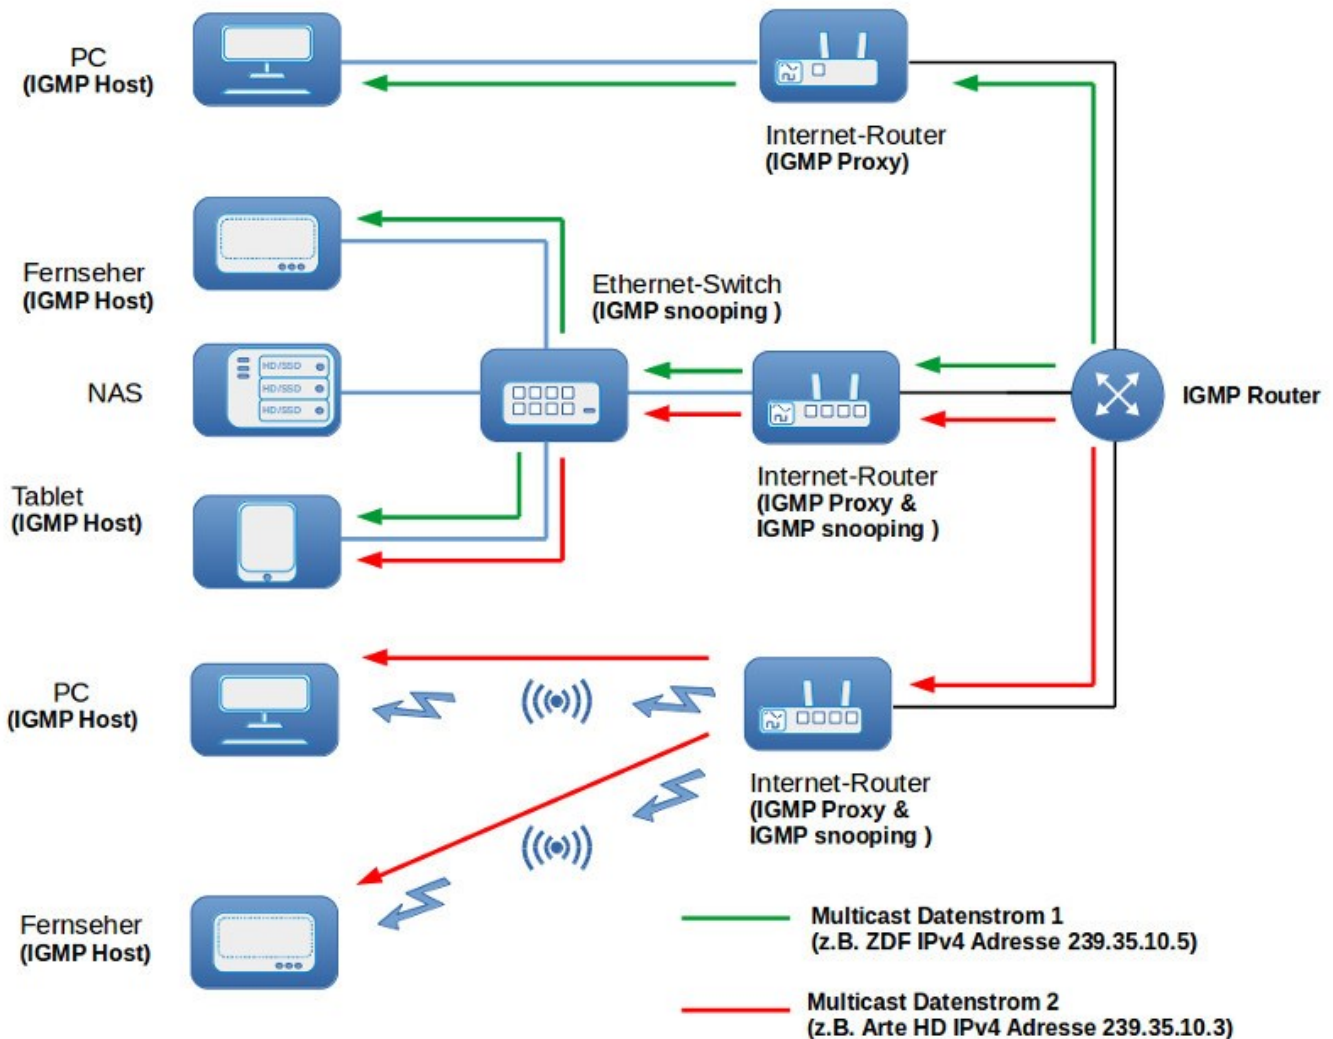 PC
(IGMP Host)
Internet-Router
(IGMP Proxy)
Fernseher
(IGMP Host)
Ethernet-Switch
(IGMP snooping )
NAS
HD/SSD
HD/SSD
HD/SSD
IGMP Router
Internet-Router
(IGMP Proxy &
IGMP snooping )
Tablet
(IGMP Host)
PC
(IGMP Host)
Internet-Router
(IGMP Proxy &
IGMP snooping )
Fernseher
(IGMP Host)
Multicast Datenstrom 1
(z.B. ZDF IPv4 Adresse 239.35.10.5)
Multicast Datenstrom 2
(z.B. Arte HD IPv4 Adresse 239.35.10.3)